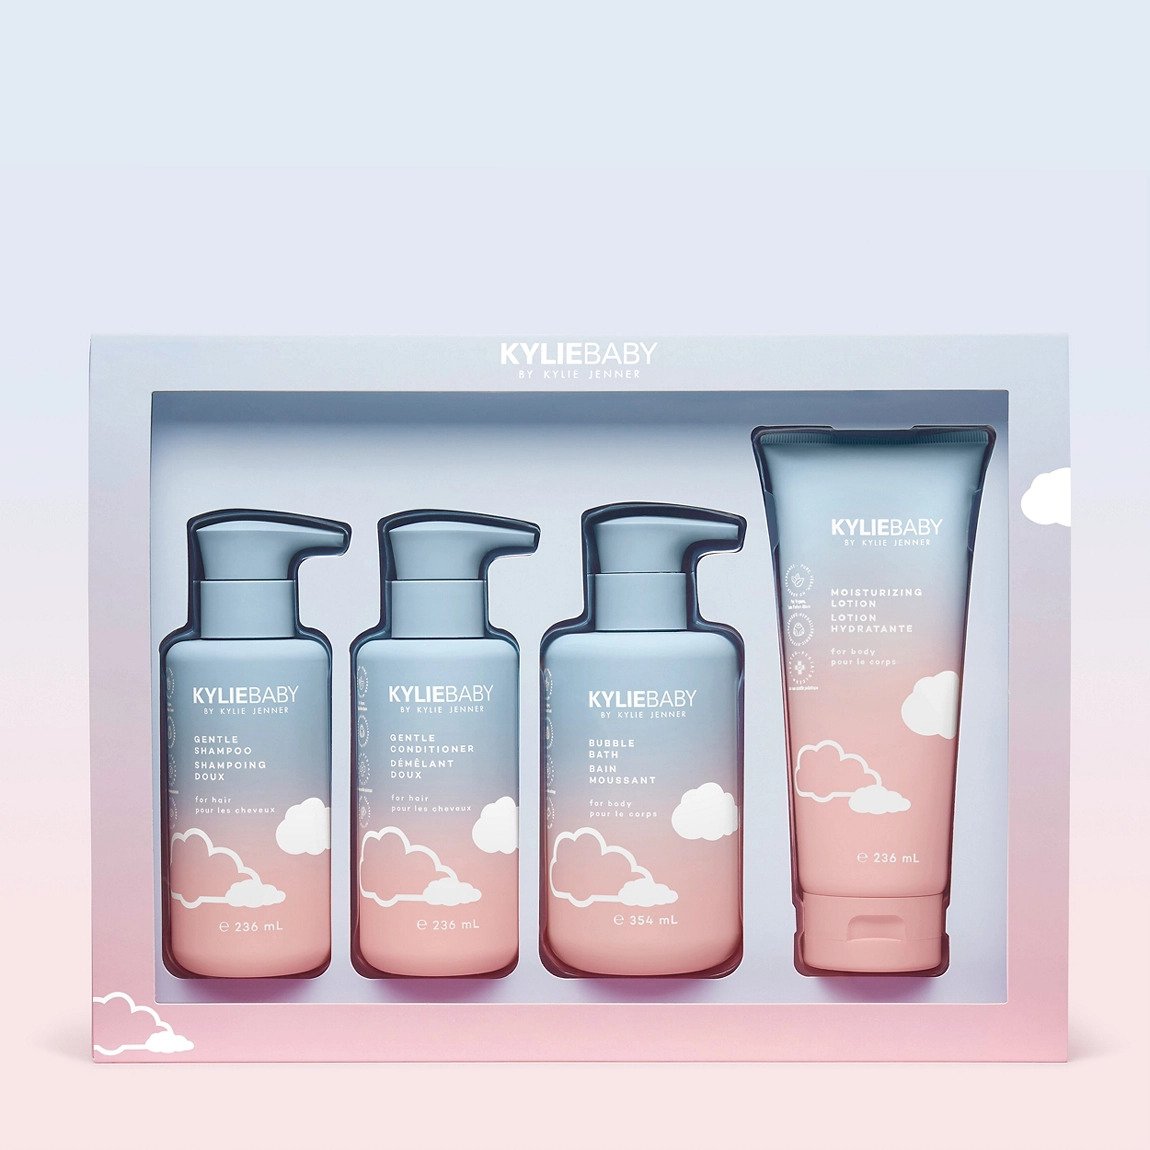 KYLIEBABY
BY KYLIE JENNER
KYLIEBABY
BY KYLIE JENNER
GENTLE
SHAMPOO
SHAMPOING
DOUX
for hair
pour les cheveux
℮ 236 mL
KYLIEBABY
BY KYLIE JENNER
GENTLE
CONDITIONER
DÉMÊLANT
DOUX
for hair
pour les cheveux
℮ 236 mL
KYLIEBABY
BY KYLIE JENNER
BUBBLE
BATH
BAIN
MOUSSANT
for body
pour le corps
℮ 354 mL
KYLIEBABY
BY KYLIE JENNER
MOISTURIZING
LOTION
LOTION
HYDRATANTE
for body
pour le corps
℮ 236 mL